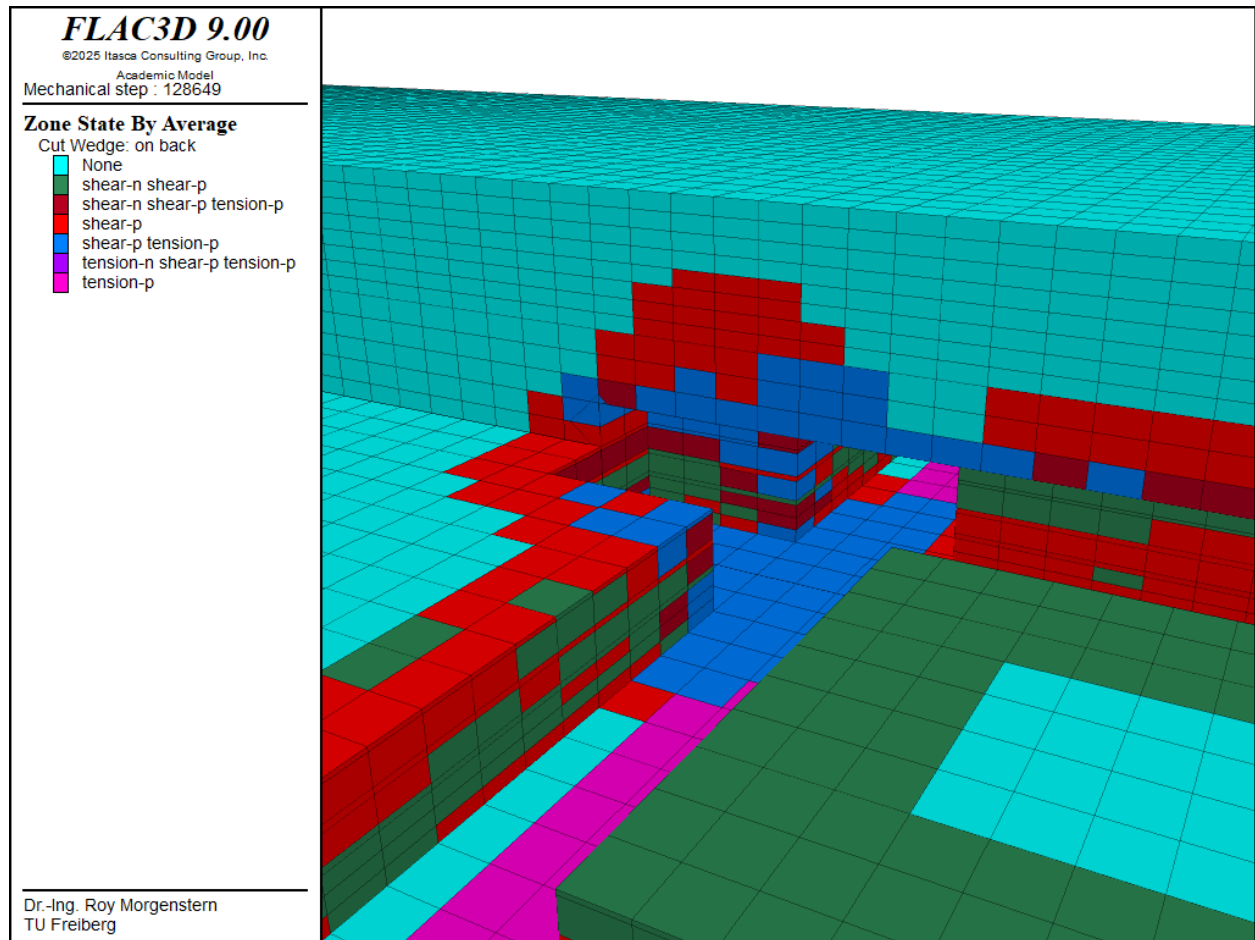 FLAC3D 9.00
©2025 Itasca Consulting Group, Inc.
Academic Model
Mechanical step : 128649
Zone State By Average
Cut Wedge: on back
None
shear-n shear-p
shear-n shear-p tension-p
shear-p
shear-p tension-p
tension-n shear-p tension-p
tension-p
Dr.-Ing. Roy Morgenstern
TU Freiberg